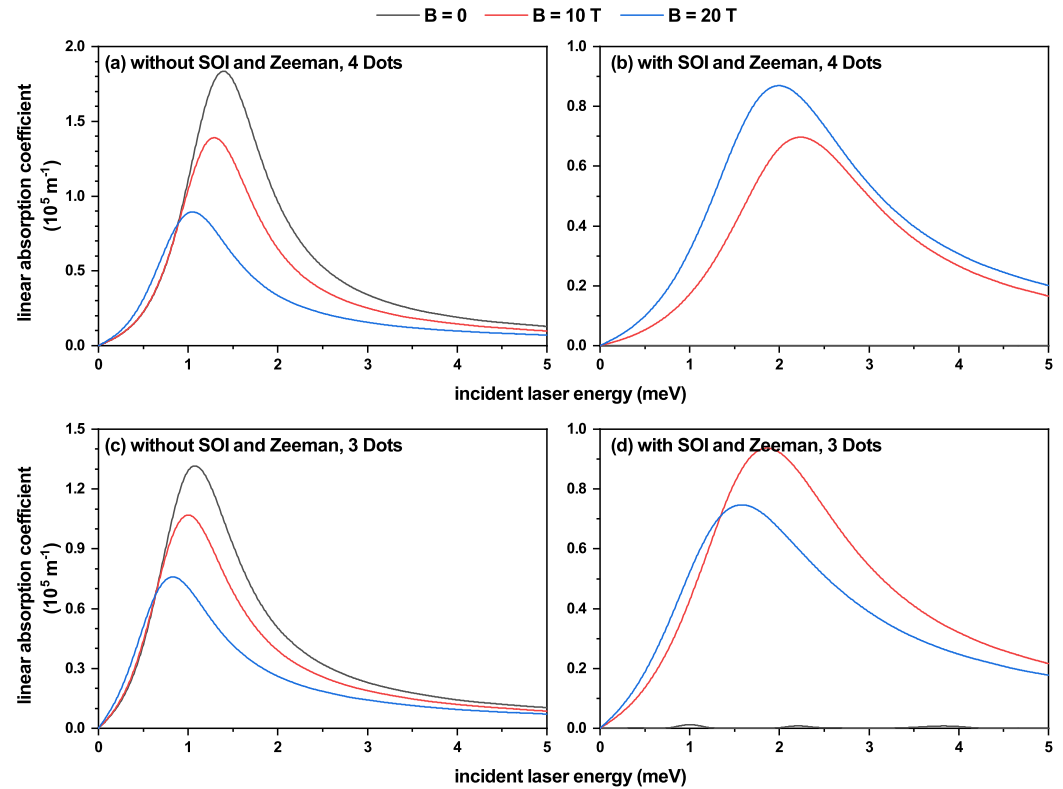 B = 0 B = 10 T B = 20 T
(a) without SOI and Zeeman, 4 Dots
(b) with SOI and Zeeman, 4 Dots
linear absorption coefficient
(10⁵ m⁻¹)
2.0
1.5
1.0
0.5
0.0
1.0
0.8
0.6
0.4
0.2
0.0
0 1 2 3 4 5
0 1 2 3 4 5
incident laser energy (meV)
(c) without SOI and Zeeman, 3 Dots
(d) with SOI and Zeeman, 3 Dots
linear absorption coefficient
(10⁵ m⁻¹)
1.5
1.2
0.9
0.6
0.3
0.0
1.0
0.8
0.6
0.4
0.2
0.0
0 1 2 3 4 5
0 1 2 3 4 5
incident laser energy (meV)